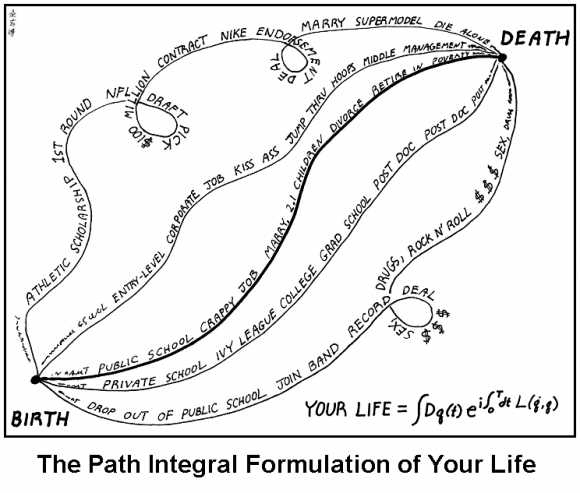 ATHLETIC SCHOLARSHIP 1ST ROUND NFL DRAFT PICK $100 MILLION CONTRACT NIKE ENDORSEMENT DEAL MARRY SUPERMODEL DIE ALONE
DEATH
ENTRY-LEVEL CORPORATE JOB KISS ASS JUMP THRU HOOPS MIDDLE MANAGEMENT
PUBLIC SCHOOL CRAPPY JOB MARRY, 2.1 CHILDREN DIVORCE RETIRE IN POVERTY
PRIVATE SCHOOL IVY LEAGUE COLLEGE GRAD SCHOOL POST DOC POST DOC POST
DROP OUT OF PUBLIC SCHOOL JOIN BAND RECORD DEAL $ $ $ SEX, DRUGS, ROCK N' ROLL $ $ $ SEX,
BIRTH
YOUR LIFE = ∫Dq(t) e^{i∫₀ᵀdt L(q̇,q)}
The Path Integral Formulation of Your Life